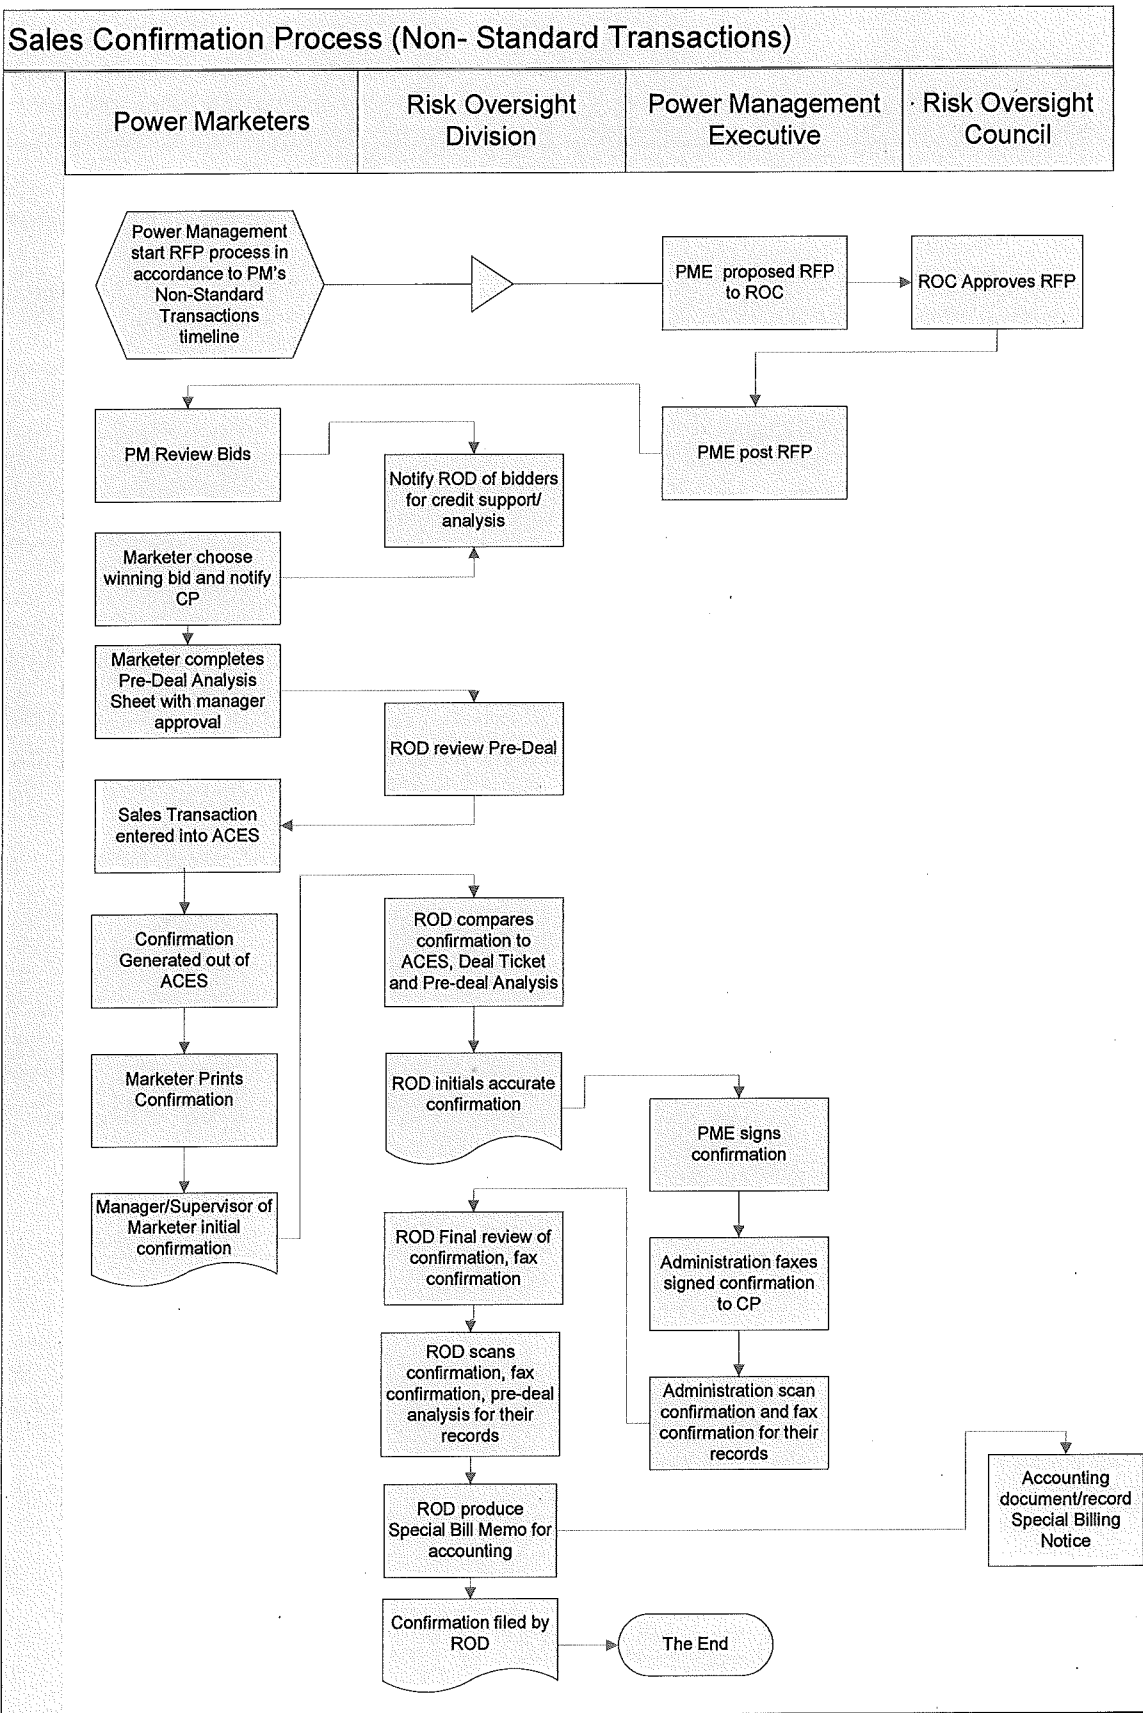 Sales Confirmation Process (Non- Standard Transactions)
Power Marketers
Risk Oversight
Division
Power Management
Executive
Risk Oversight
Council
Power Management
start RFP process in
accordance to PM's
Non-Standard
Transactions
timeline
PME proposed RFP
to ROC
ROC Approves RFP
PM Review Bids
Notify ROD of bidders
for credit support/
analysis
PME post RFP
Marketer choose
winning bid and notify
CP
Marketer completes
Pre-Deal Analysis
Sheet with manager
approval
ROD review Pre-Deal
Sales Transaction
entered into ACES
Confirmation
Generated out of
ACES
ROD compares
confirmation to
ACES, Deal Ticket
and Pre-deal Analysis
Marketer Prints
Confirmation
ROD initials accurate
confirmation
PME signs
confirmation
Manager/Supervisor of
Marketer initial
confirmation
ROD Final review of
confirmation, fax
confirmation
Administration faxes
signed confirmation
to CP
ROD scans
confirmation, fax
confirmation, pre-deal
analysis for their
records
Administration scan
confirmation and fax
confirmation for their
records
ROD produce
Special Bill Memo for
accounting
Accounting
document/record
Special Billing
Notice
Confirmation filed by
ROD
The End